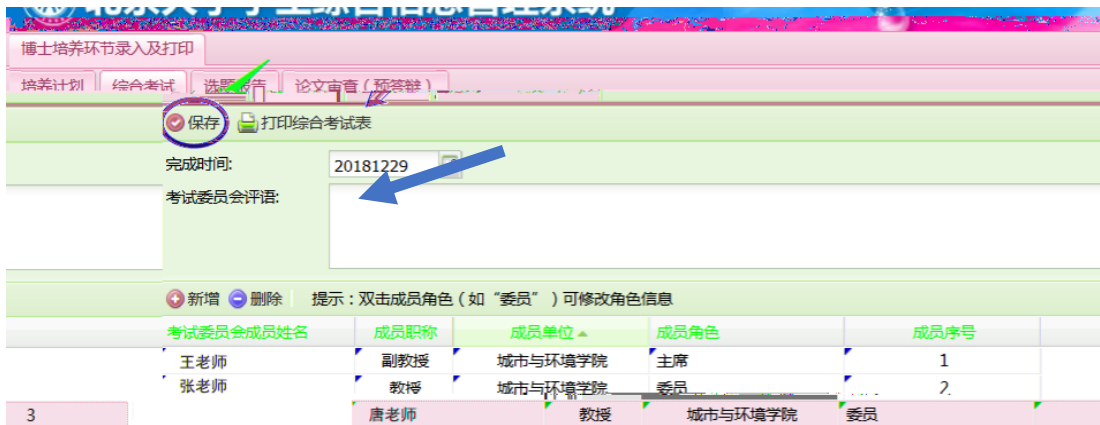 博士培养环节录入及打印
培养计划 综合考试 选题报告 论文审查（预答辩）
保存 打印综合考试表
完成时间: 20181229
考试委员会评语:
新增 删除 提示：双击成员角色（如“委员”）可修改角色信息
考试委员会成员姓名 成员职称 成员单位 成员角色 成员序号
王老师 副教授 城市与环境学院 主席 1
张老师 教授 城市与环境学院 委员 2
3 唐老师 教授 城市与环境学院 委员